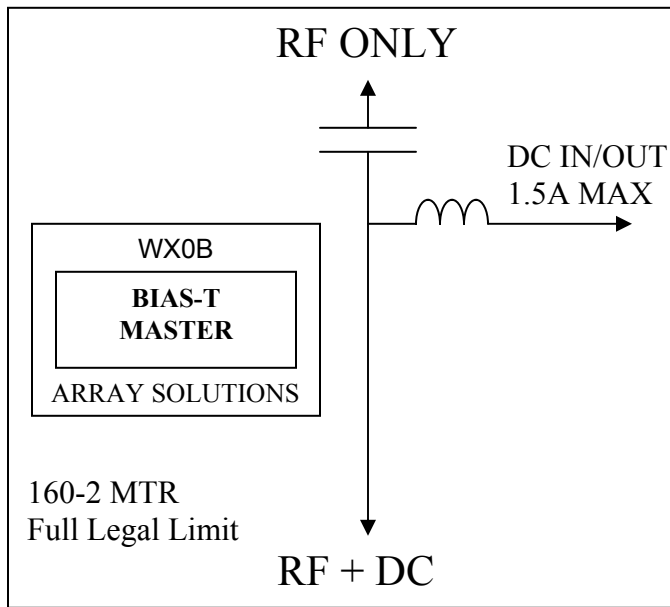 RF ONLY
DC IN/OUT
1.5A MAX
WX0B
BIAS-T
MASTER
ARRAY SOLUTIONS
160-2 MTR
Full Legal Limit
RF + DC